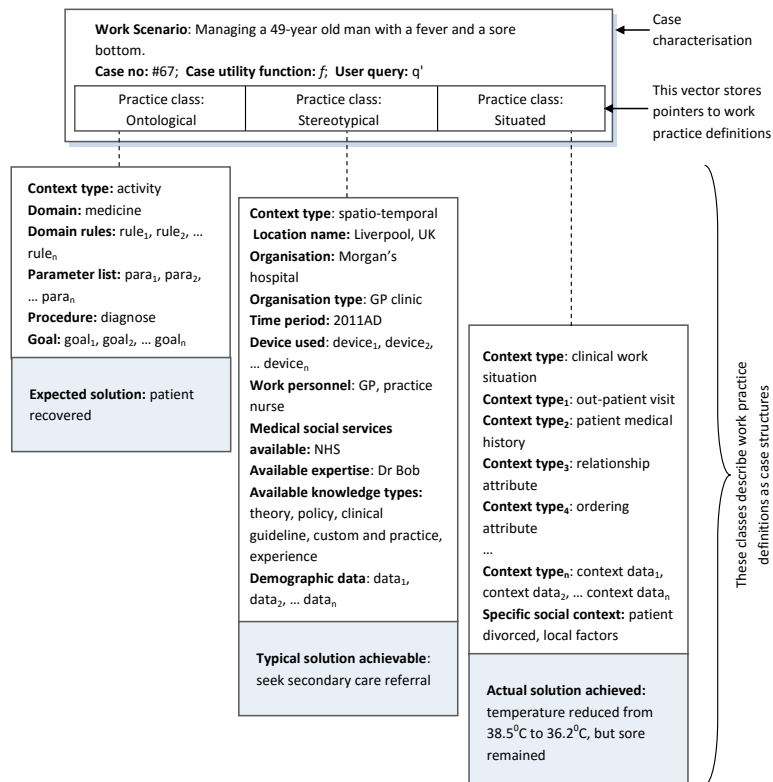 Work Scenario: Managing a 49-year old man with a fever and a sore
bottom.
Case no: #67; Case utility function: f; User query: q'
Practice class:
Ontological
Practice class:
Stereotypical
Practice class:
Situated
Case
characterisation
This vector stores
pointers to work
practice definitions
Context type: activity
Domain: medicine
Domain rules: rule₁, rule₂, …
ruleₙ
Parameter list: para₁, para₂,
… paraₙ
Procedure: diagnose
Goal: goal₁, goal₂, … goalₙ
Expected solution: patient
recovered
Context type: spatio-temporal
Location name: Liverpool, UK
Organisation: Morgan's
hospital
Organisation type: GP clinic
Time period: 2011AD
Device used: device₁, device₂,
… deviceₙ
Work personnel: GP, practice
nurse
Medical social services
available: NHS
Available expertise: Dr Bob
Available knowledge types:
theory, policy, clinical
guideline, custom and practice,
experience
Demographic data: data₁,
data₂, … dataₙ
Typical solution achievable:
seek secondary care referral
Context type: clinical work
situation
Context type₁: out-patient visit
Context type₂: patient medical
history
Context type₃: relationship
attribute
Context type₄: ordering
attribute
…
Context typeₙ: context data₁,
context data₂, … context dataₙ
Specific social context: patient
divorced, local factors
Actual solution achieved:
temperature reduced from
38.5⁰C to 36.2⁰C, but sore
remained
These classes describe work practice
definitions as case structures